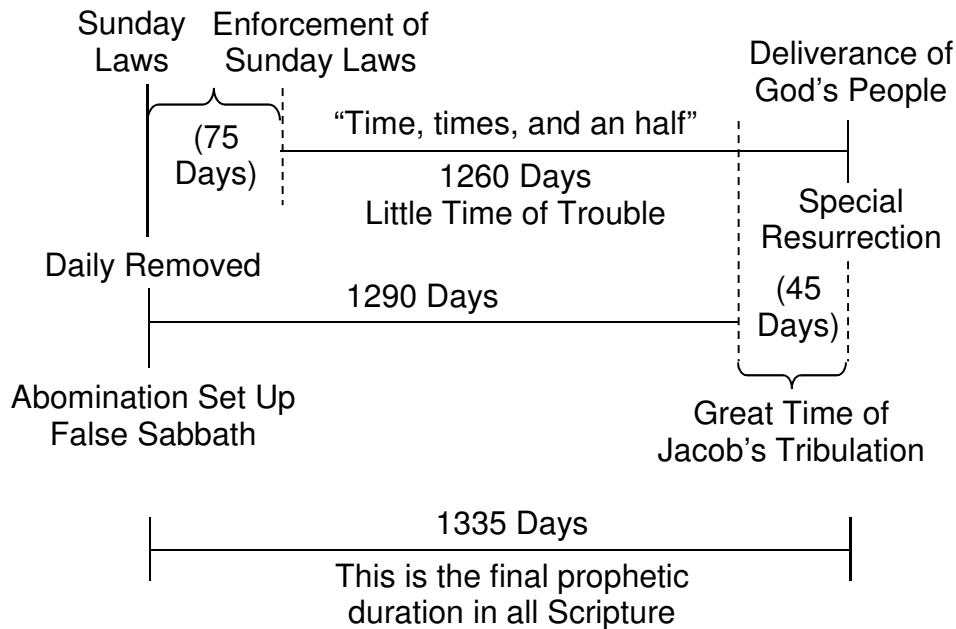 Sunday
Laws
Enforcement of
Sunday Laws
Deliverance of
God’s People
(75
Days)
“Time, times, and an half”
1260 Days
Little Time of Trouble
Special
Resurrection
Daily Removed
1290 Days
(45
Days)
Abomination Set Up
False Sabbath
Great Time of
Jacob’s Tribulation
1335 Days
This is the final prophetic
duration in all Scripture